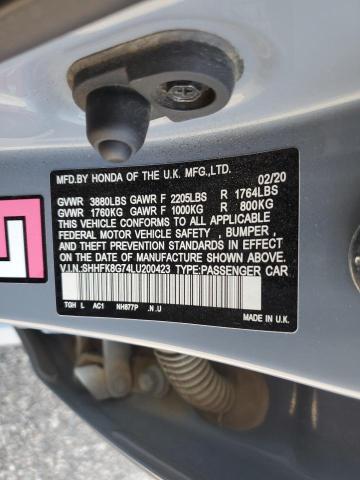 MFD.BY HONDA OF THE U.K. MFG.,LTD. 02/20
GVWR 3880LBS GAWR F 2205LBS R 1764LBS
GVWR 1760KG GAWR F 1000KG R 800KG
THIS VEHICLE CONFORMS TO ALL APPLICABLE
FEDERAL MOTOR VEHICLE SAFETY , BUMPER ,
AND THEFT PREVENTION STANDARDS IN EFFECT
ON THE DATE OF MANUFACTURE SHOWN ABOVE.
V.I.N.:SHHFK8G74LU200423 TYPE:PASSENGER CAR
TGH L AC1 NH877P .N.U
MADE IN U.K.